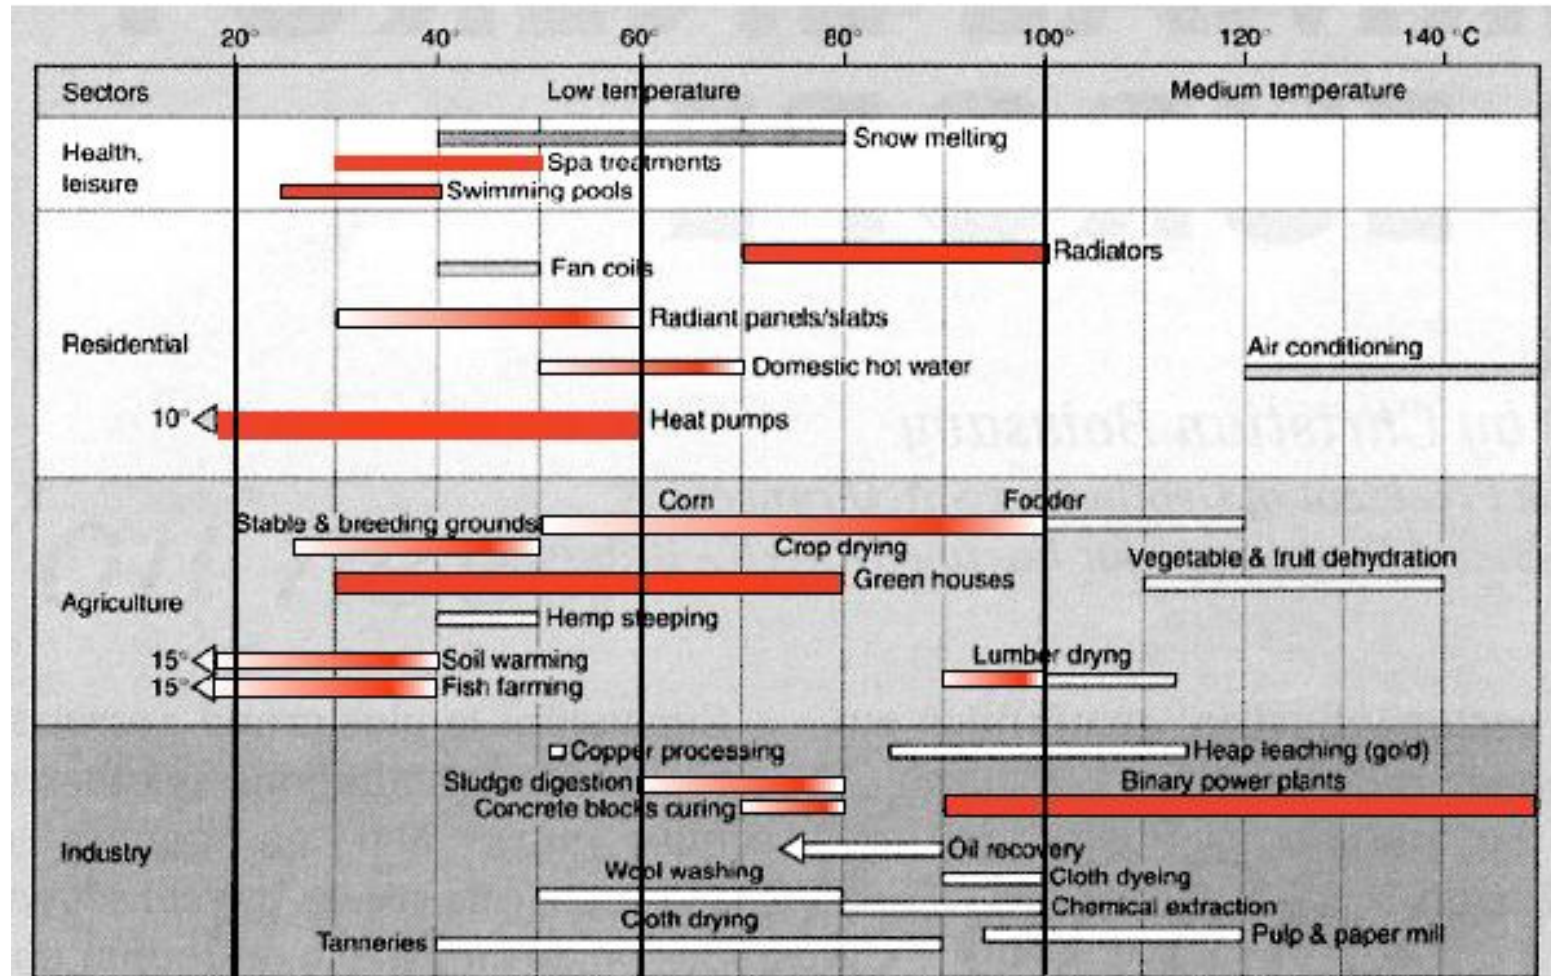 20° 40° 60° 80° 100° 120° 140 °C
Sectors Low temperature Medium temperature
Health,
leisure
Snow melting
Spa treatments
Swimming pools
Residential
Radiators
Fan coils
Radiant panels/slabs
Air conditioning
Domestic hot water
10° Heat pumps
Agriculture
Corn Fodder
Stable & breeding grounds
Crop drying
Vegetable & fruit dehydration
Green houses
Hemp steeping
15° Soil warming
Lumber dryng
15° Fish farming
Industry
Copper processing
Heap leaching (gold)
Sludge digestion
Binary power plants
Concrete blocks curing
Oil recovery
Wool washing
Cloth dyeing
Chemical extraction
Cloth drying
Pulp & paper mill
Tanneries